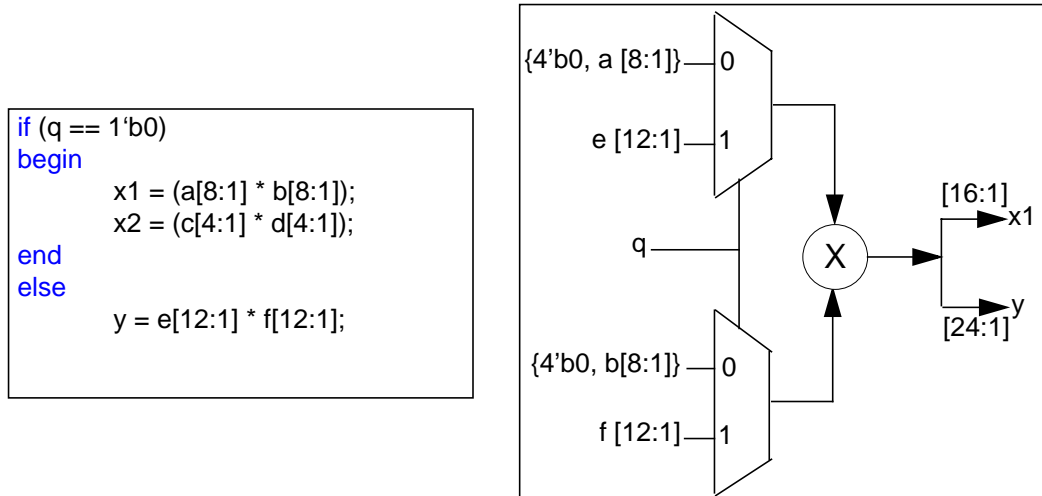 if (q == 1‘b0)
begin
x1 = (a[8:1] * b[8:1]);
x2 = (c[4:1] * d[4:1]);
end
else
y = e[12:1] * f[12:1];
{4’b0, a [8:1]}
0
e [12:1]
1
q
X
[16:1]
x1
y
[24:1]
{4’b0, b[8:1]}
0
f [12:1]
1